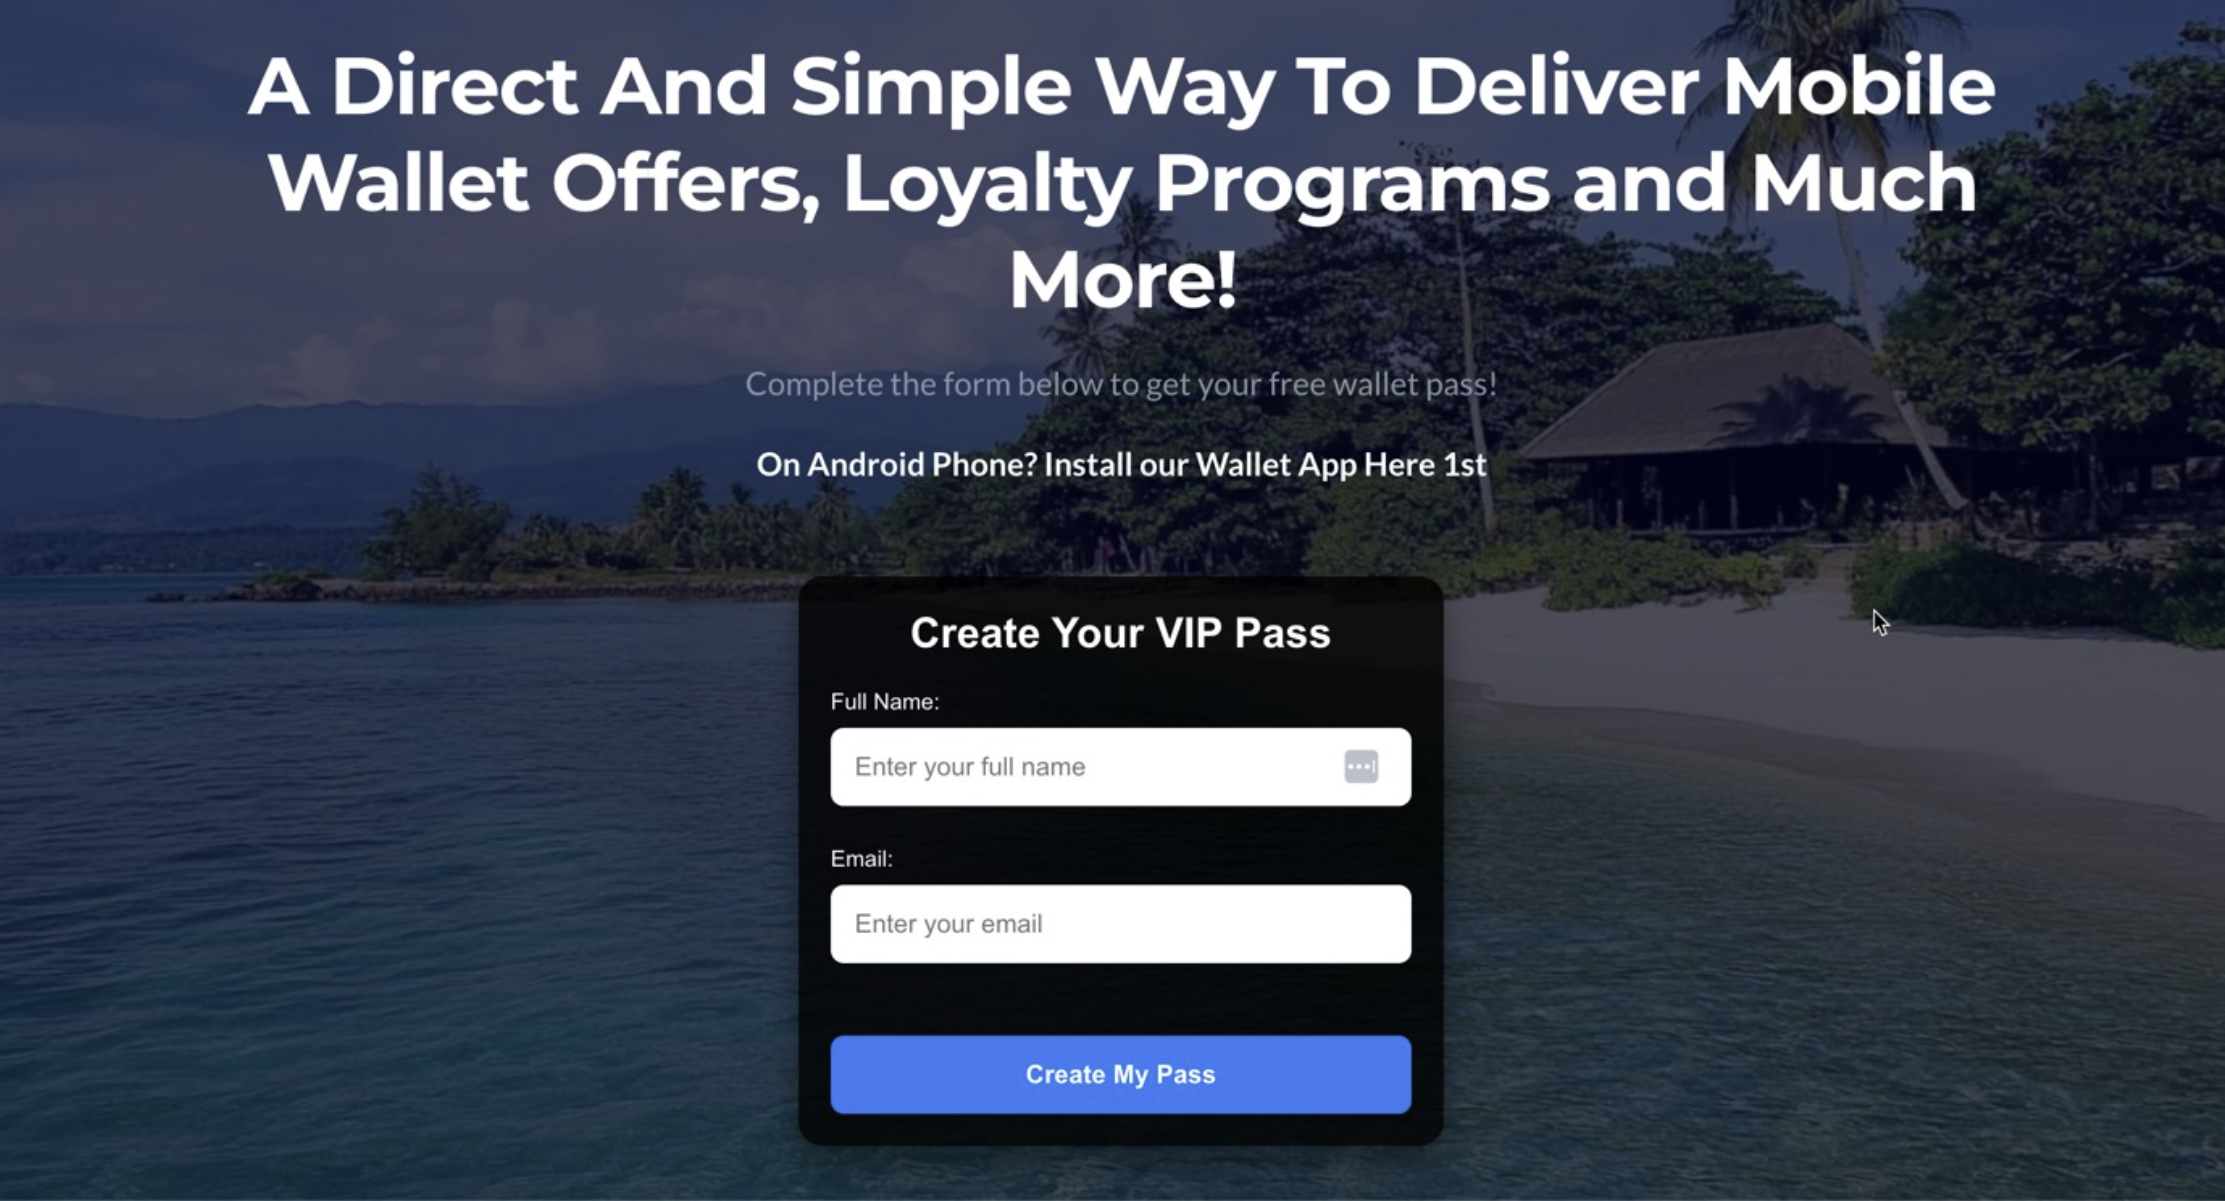 A Direct And Simple Way To Deliver Mobile
Wallet Offers, Loyalty Programs and Much
More!
Complete the form below to get your free wallet pass!
On Android Phone? Install our Wallet App Here 1st
Create Your VIP Pass
Full Name:
Enter your full name
Email:
Enter your email
Create My Pass